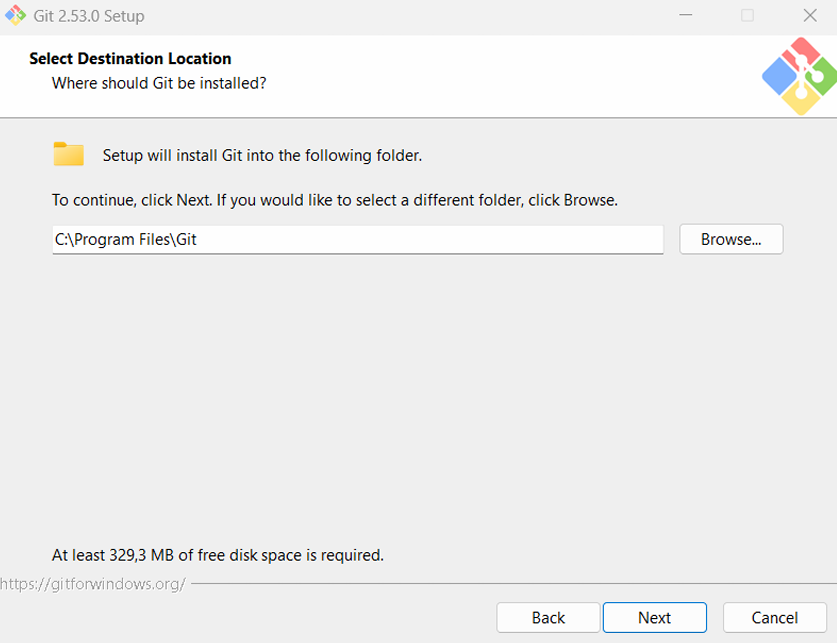 Git 2.53.0 Setup
Select Destination Location
Where should Git be installed?
Setup will install Git into the following folder.
To continue, click Next. If you would like to select a different folder, click Browse.
C:\Program Files\Git
Browse...
At least 329,3 MB of free disk space is required.
https://gitforwindows.org/
Back
Next
Cancel